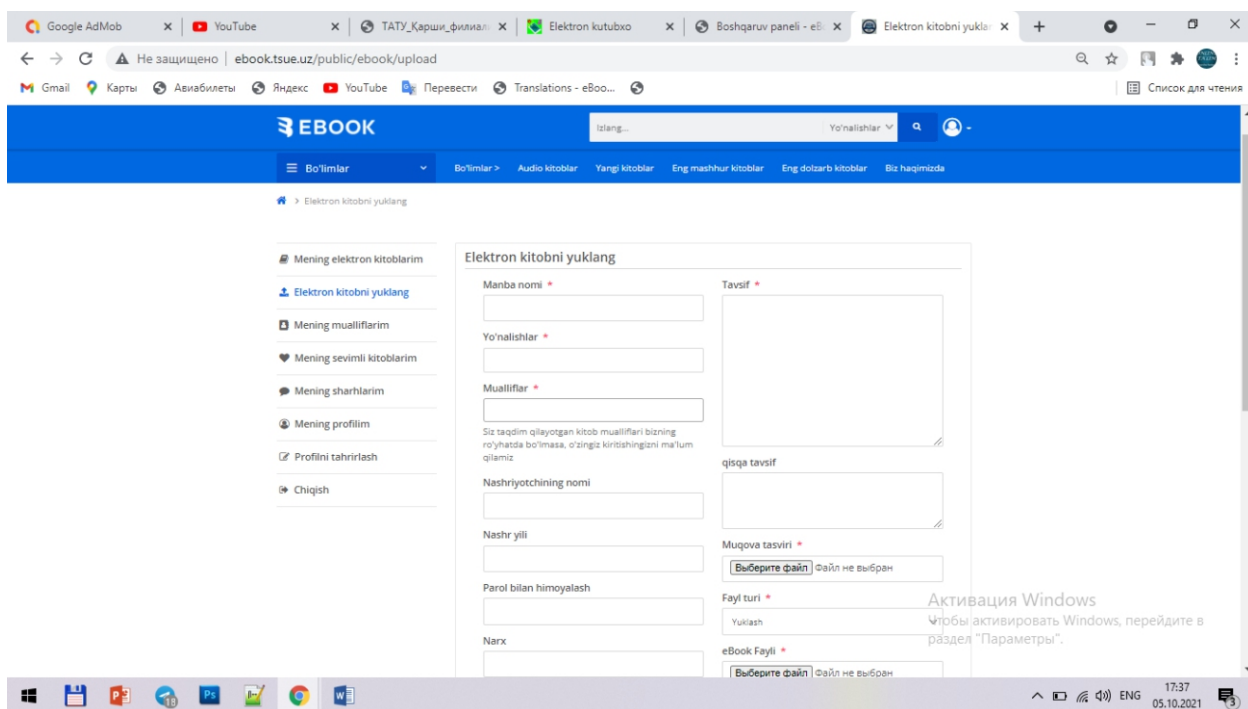 Google AdMob
YouTube
ТАТУ_Қарши_филиал
Elektron kutubxo
Boshqaruv paneli - eB
Elektron kitobni yukla
Не защищено | ebook.tsue.uz/public/ebook/upload
Gmail Карты Авиабилеты Яндекс YouTube Перевести Translations - eBoo... Список для чтения
EBOOK
Izlang...
Yo'nalishlar
Bo'limlar
Bo'limlar > Audio kitoblar Yangi kitoblar Eng mashhur kitoblar Eng dolzarb kitoblar Biz haqimizda
> Elektron kitobni yuklang
Mening elektron kitoblarim
Elektron kitobni yuklang
Mening mualliflarim
Mening sevimli kitoblarim
Mening sharhlarim
Mening profilim
Profilni tahrirlash
Chiqish
Elektron kitobni yuklang
Manba nomi *
Yo'nalishlar *
Mualliflar *
Siz taqdim qilayotgan kitob mualliflari bizning
ro'yhatda bo'lmasa, o'zingiz kiritishingizni ma'lum
qilamiz
Nashriyotchining nomi
Nashr yili
Parol bilan himoyalash
Narx
Tavsif *
qisqa tavsif
Muqova tasviri *
Выберите файл Файл не выбран
Fayl turi *
Yuklash
eBook Fayli *
Выберите файл Файл не выбран
Активация Windows
Чтобы активировать Windows, перейдите в
раздел "Параметры".
ENG
17:37
05.10.2021